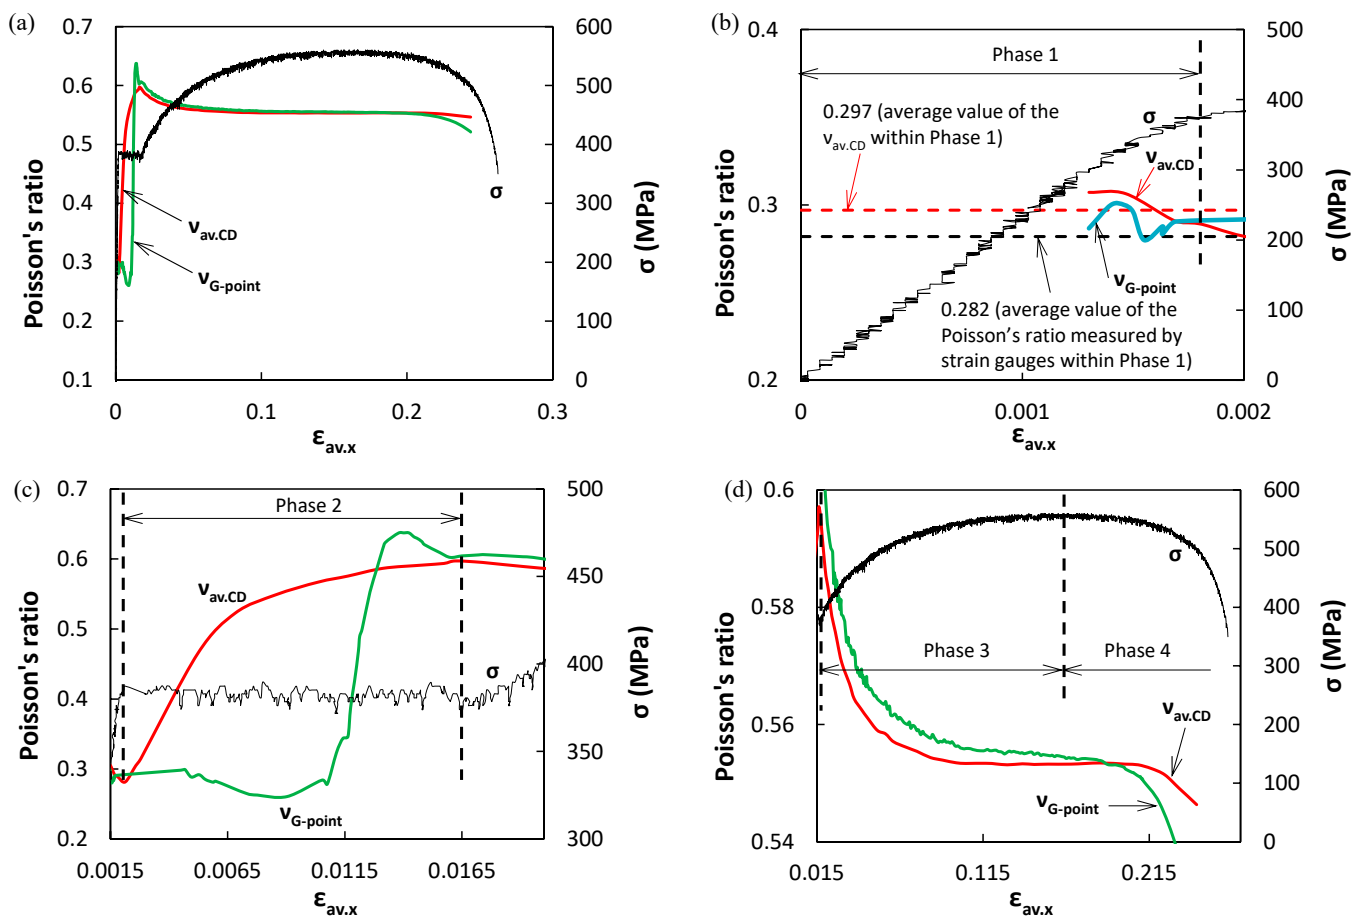 (a)
0.7
0.6
0.5
0.4
0.3
0.2
0.1
Poisson's ratio
600
500
400
300
200
100
0
σ (MPa)
σ
νav.CD
νG-point
0
0.1
0.2
0.3
εav.x
(b)
0.4
0.3
0.2
Poisson's ratio
500
400
300
200
100
0
σ (MPa)
Phase 1
0.297 (average value of the
νav.CD within Phase 1)
σ
νav.CD
νG-point
0.282 (average value of the
Poisson's ratio measured by
strain gauges within Phase 1)
0
0.001
0.002
εav.x
(c)
0.7
0.6
0.5
0.4
0.3
0.2
Poisson's ratio
500
450
400
350
300
σ (MPa)
Phase 2
νav.CD
σ
νG-point
0.0015
0.0065
0.0115
0.0165
εav.x
(d)
0.6
0.58
0.56
0.54
Poisson's ratio
600
500
400
300
200
100
0
σ (MPa)
σ
Phase 3
Phase 4
νav.CD
νG-point
0.015
0.115
0.215
εav.x